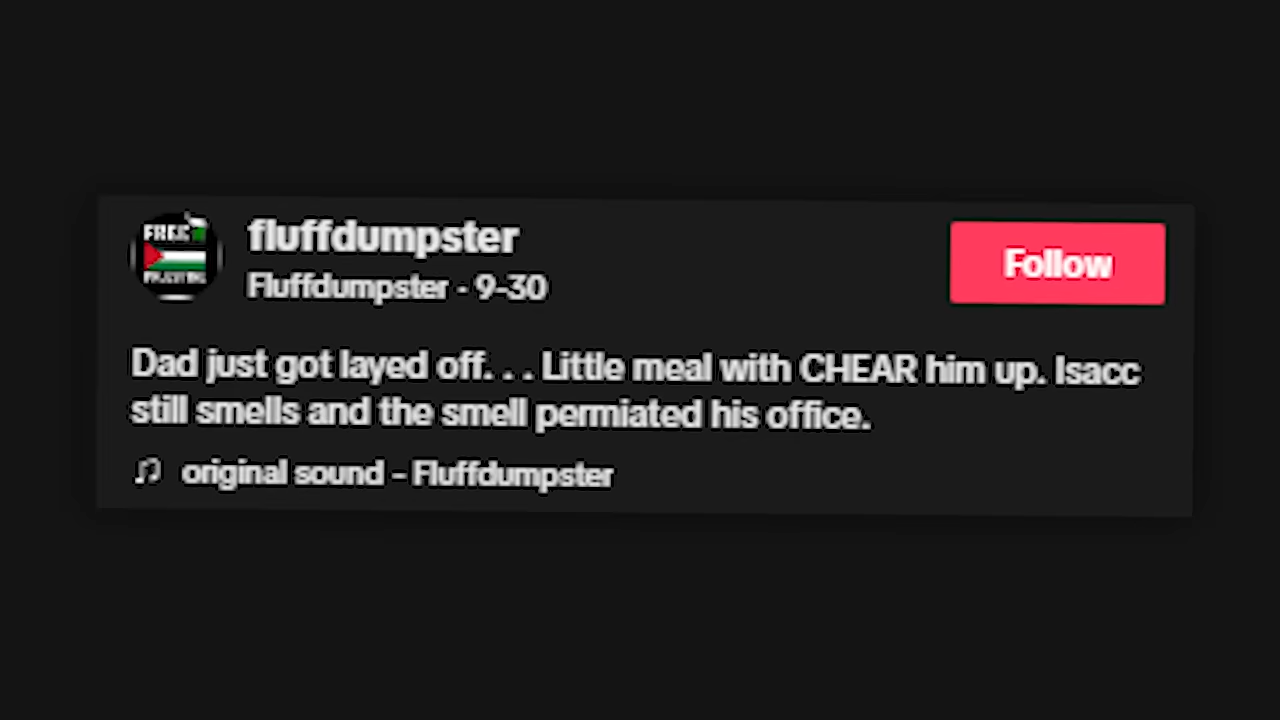 FREE
fluffdumpster
Fluffdumpster · 9-30
Follow
Dad just got layed off. . . Little meal with CHEAR him up. Isacc
still smells and the smell permiated his office.
original sound - Fluffdumpster